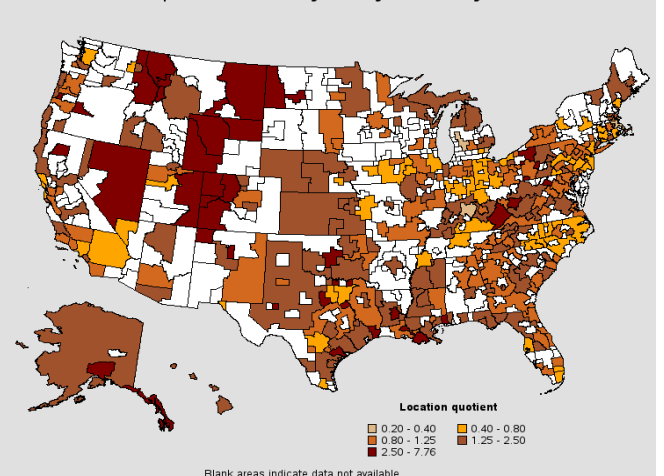 Location quotient
0.20 - 0.40
0.40 - 0.80
0.80 - 1.25
1.25 - 2.50
2.50 - 7.76
Blank areas indicate data not available